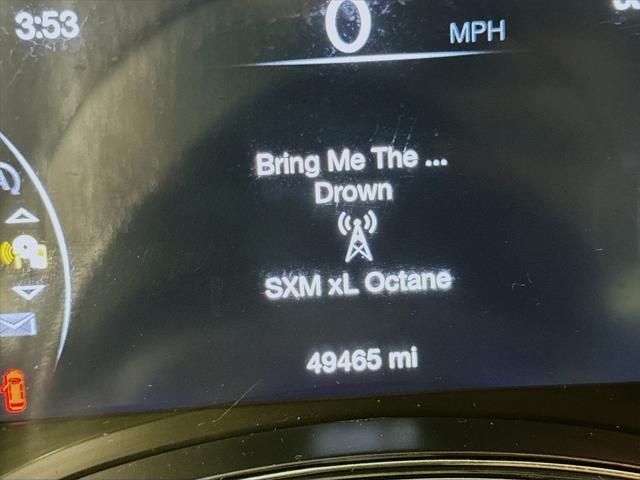 3:53
0
MPH
Bring Me The ...
Drown
SXM xL Octane
49465 mi